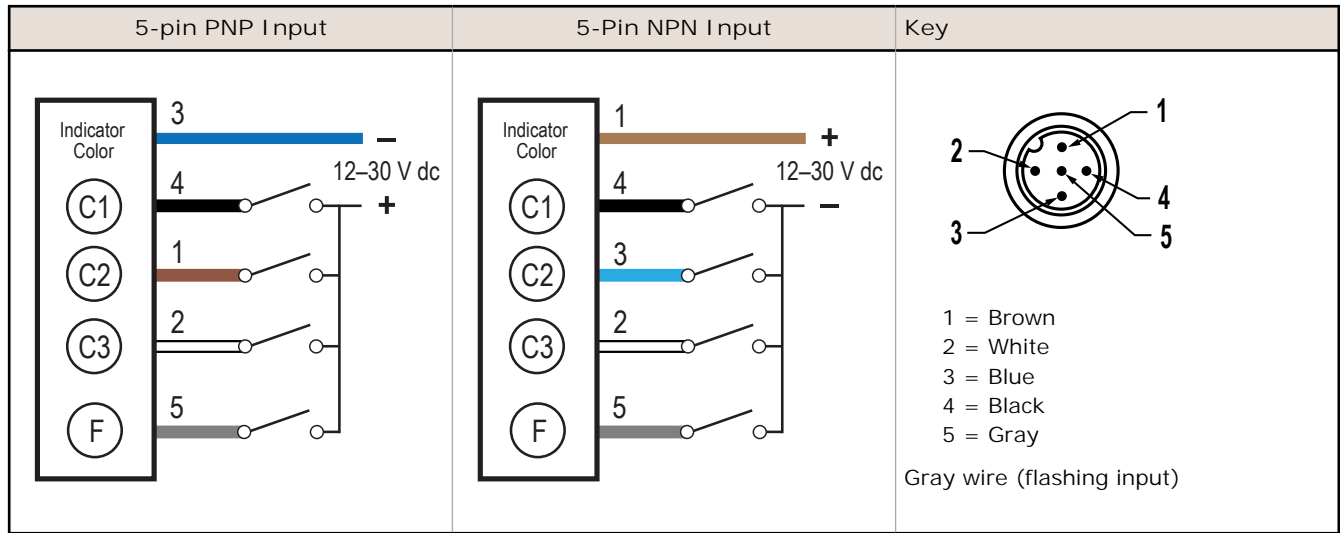 5-pin PNP Input
5-Pin NPN Input
Key
Indicator
Color
3
–
12–30 V dc
4
+
C1
1
C2
2
C3
5
F
Indicator
Color
1
+
12–30 V dc
4
–
C1
3
C2
2
C3
5
F
1
2
3
4
5
1 = Brown
2 = White
3 = Blue
4 = Black
5 = Gray
Gray wire (flashing input)